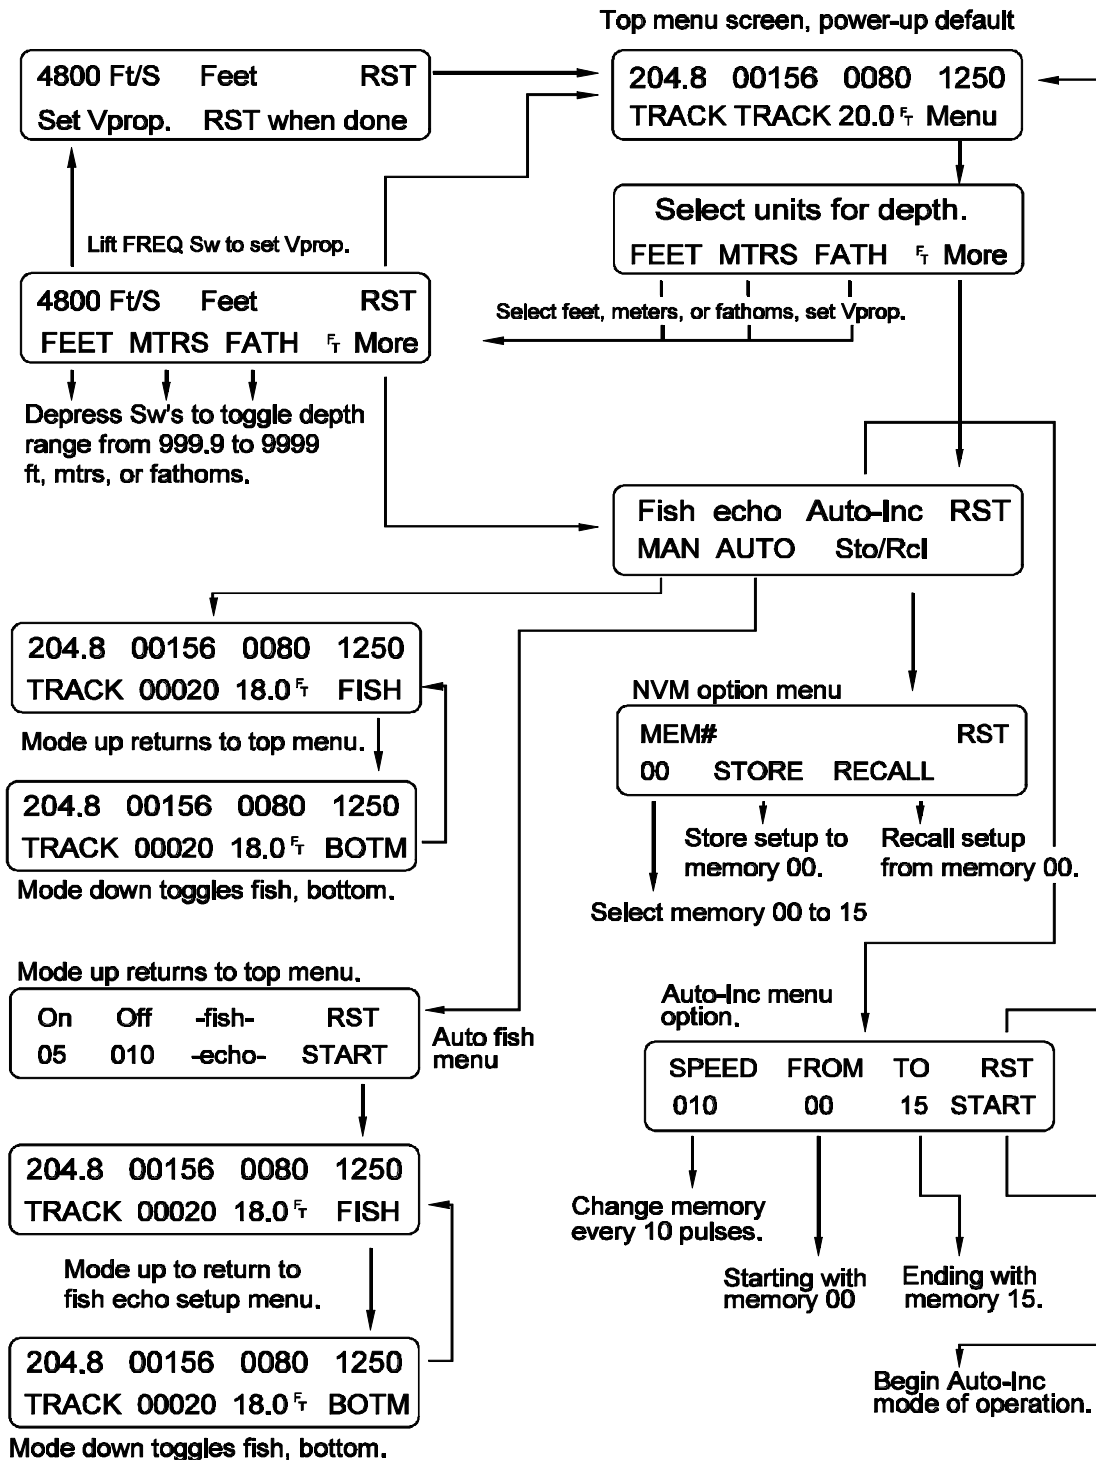 Top menu screen, power-up default
4800 Ft/S Feet RST
Set Vprop. RST when done
204.8 00156 0080 1250
TRACK TRACK 20.0 FT Menu
Select units for depth.
FEET MTRS FATH FT More
Lift FREQ Sw to set Vprop.
4800 Ft/S Feet RST
FEET MTRS FATH FT More
Select feet, meters, or fathoms, set Vprop.
Depress Sw's to toggle depth
range from 999.9 to 9999
ft, mtrs, or fathoms.
Fish echo Auto-Inc RST
MAN AUTO Sto/Rcl
204.8 00156 0080 1250
TRACK 00020 18.0 FT FISH
Mode up returns to top menu.
204.8 00156 0080 1250
TRACK 00020 18.0 FT BOTM
Mode down toggles fish, bottom.
NVM option menu
MEM# RST
00 STORE RECALL
Store setup to
memory 00.
Recall setup
from memory 00.
Select memory 00 to 15
Mode up returns to top menu.
On Off -fish- RST
05 010 -echo- START
Auto fish
menu
204.8 00156 0080 1250
TRACK 00020 18.0 FT FISH
Mode up to return to
fish echo setup menu.
204.8 00156 0080 1250
TRACK 00020 18.0 FT BOTM
Mode down toggles fish, bottom.
Auto-Inc menu
option.
SPEED FROM TO RST
010 00 15 START
Change memory
every 10 pulses.
Starting with
memory 00
Ending with
memory 15.
Begin Auto-Inc
mode of operation.